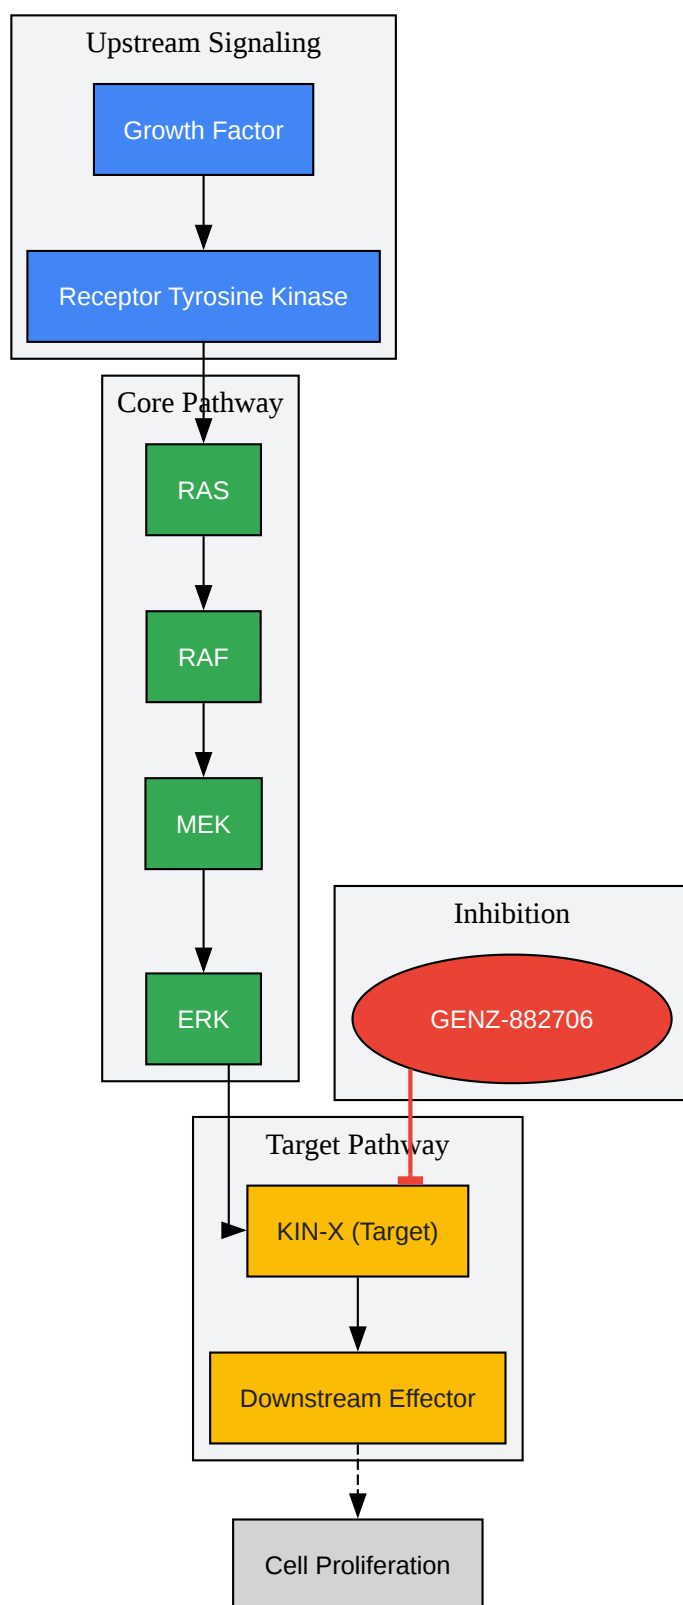 Upstream Signaling
Growth Factor
Receptor Tyrosine Kinase
Core Pathway
RAS
RAF
MEK
Inhibition
ERK
GENZ-882706
Target Pathway
KIN-X (Target)
Downstream Effector
Cell Proliferation